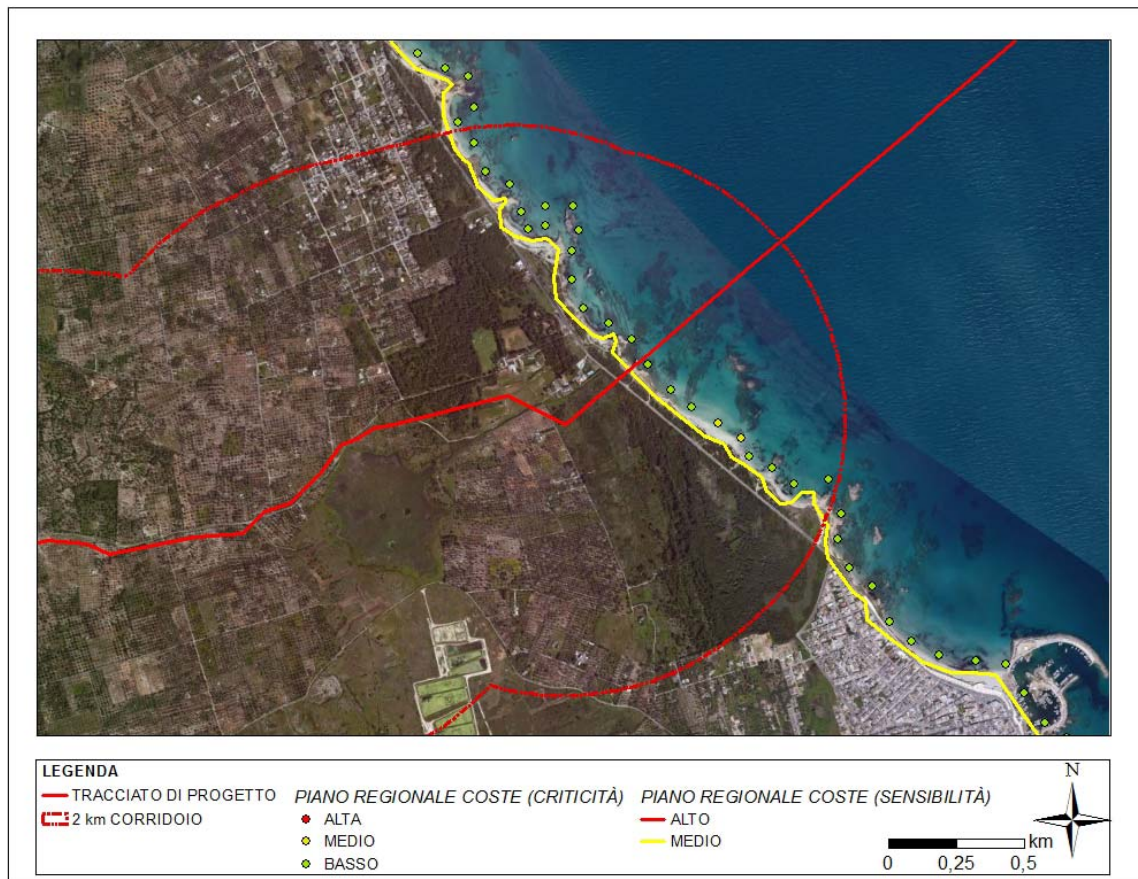 LEGENDA
TRACCIATO DI PROGETTO
2 km CORRIDOIO
PIANO REGIONALE COSTE (CRITICITÀ)
ALTA
MEDIO
BASSO
PIANO REGIONALE COSTE (SENSIBILITÀ)
ALTO
MEDIO
N
km
0 0,25 0,5